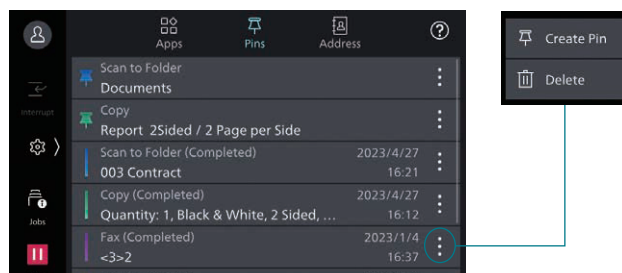 Apps
Pins
Address
Interrupt
Jobs
Scan to Folder
Documents
Copy
Report 2Sided / 2 Page per Side
Scan to Folder (Completed) 2023/4/27
003 Contract 16:21
Copy (Completed) 2023/4/27
Quantity: 1, Black & White, 2 Sided, ... 16:12
Fax (Completed) 2023/1/4
<3>2 16:37
Create Pin
Delete